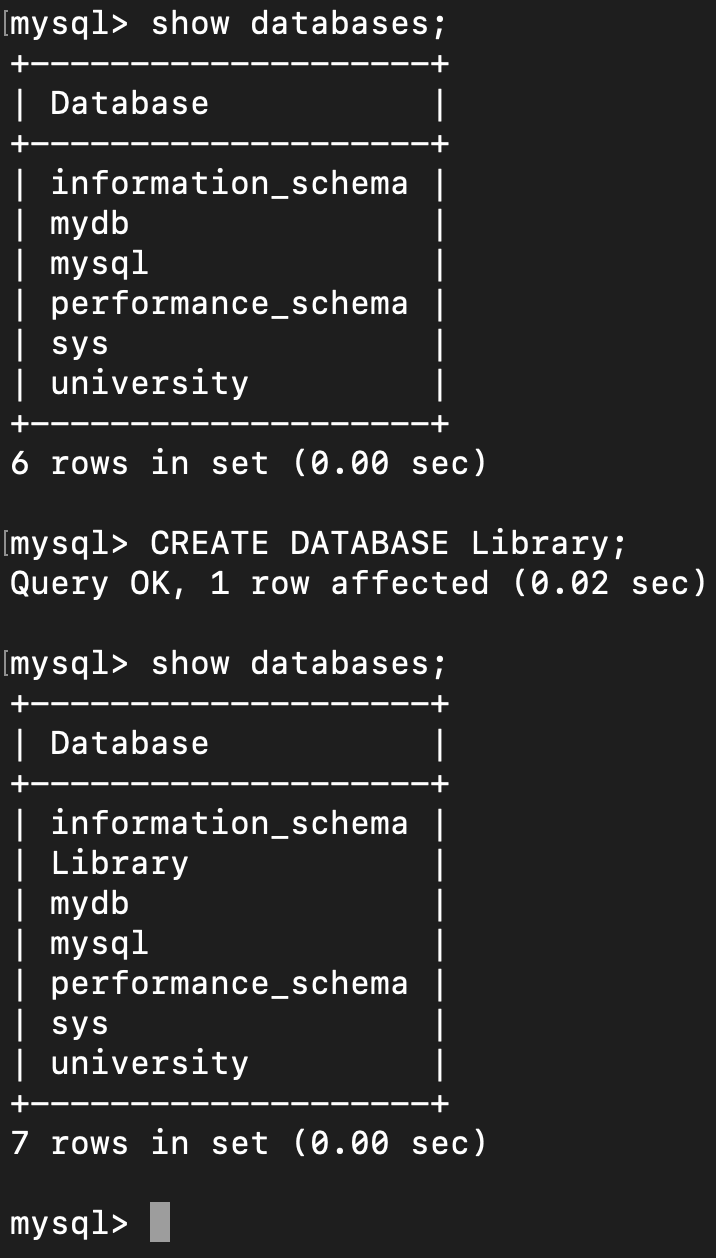 [mysql> show databases;
+--------------------+
| Database           |
+--------------------+
| information_schema |
| mydb               |
| mysql              |
| performance_schema |
| sys                |
| university         |
+--------------------+
6 rows in set (0.00 sec)

[mysql> CREATE DATABASE Library;
Query OK, 1 row affected (0.02 sec)

[mysql> show databases;
+--------------------+
| Database           |
+--------------------+
| information_schema |
| Library            |
| mydb               |
| mysql              |
| performance_schema |
| sys                |
| university         |
+--------------------+
7 rows in set (0.00 sec)

mysql>